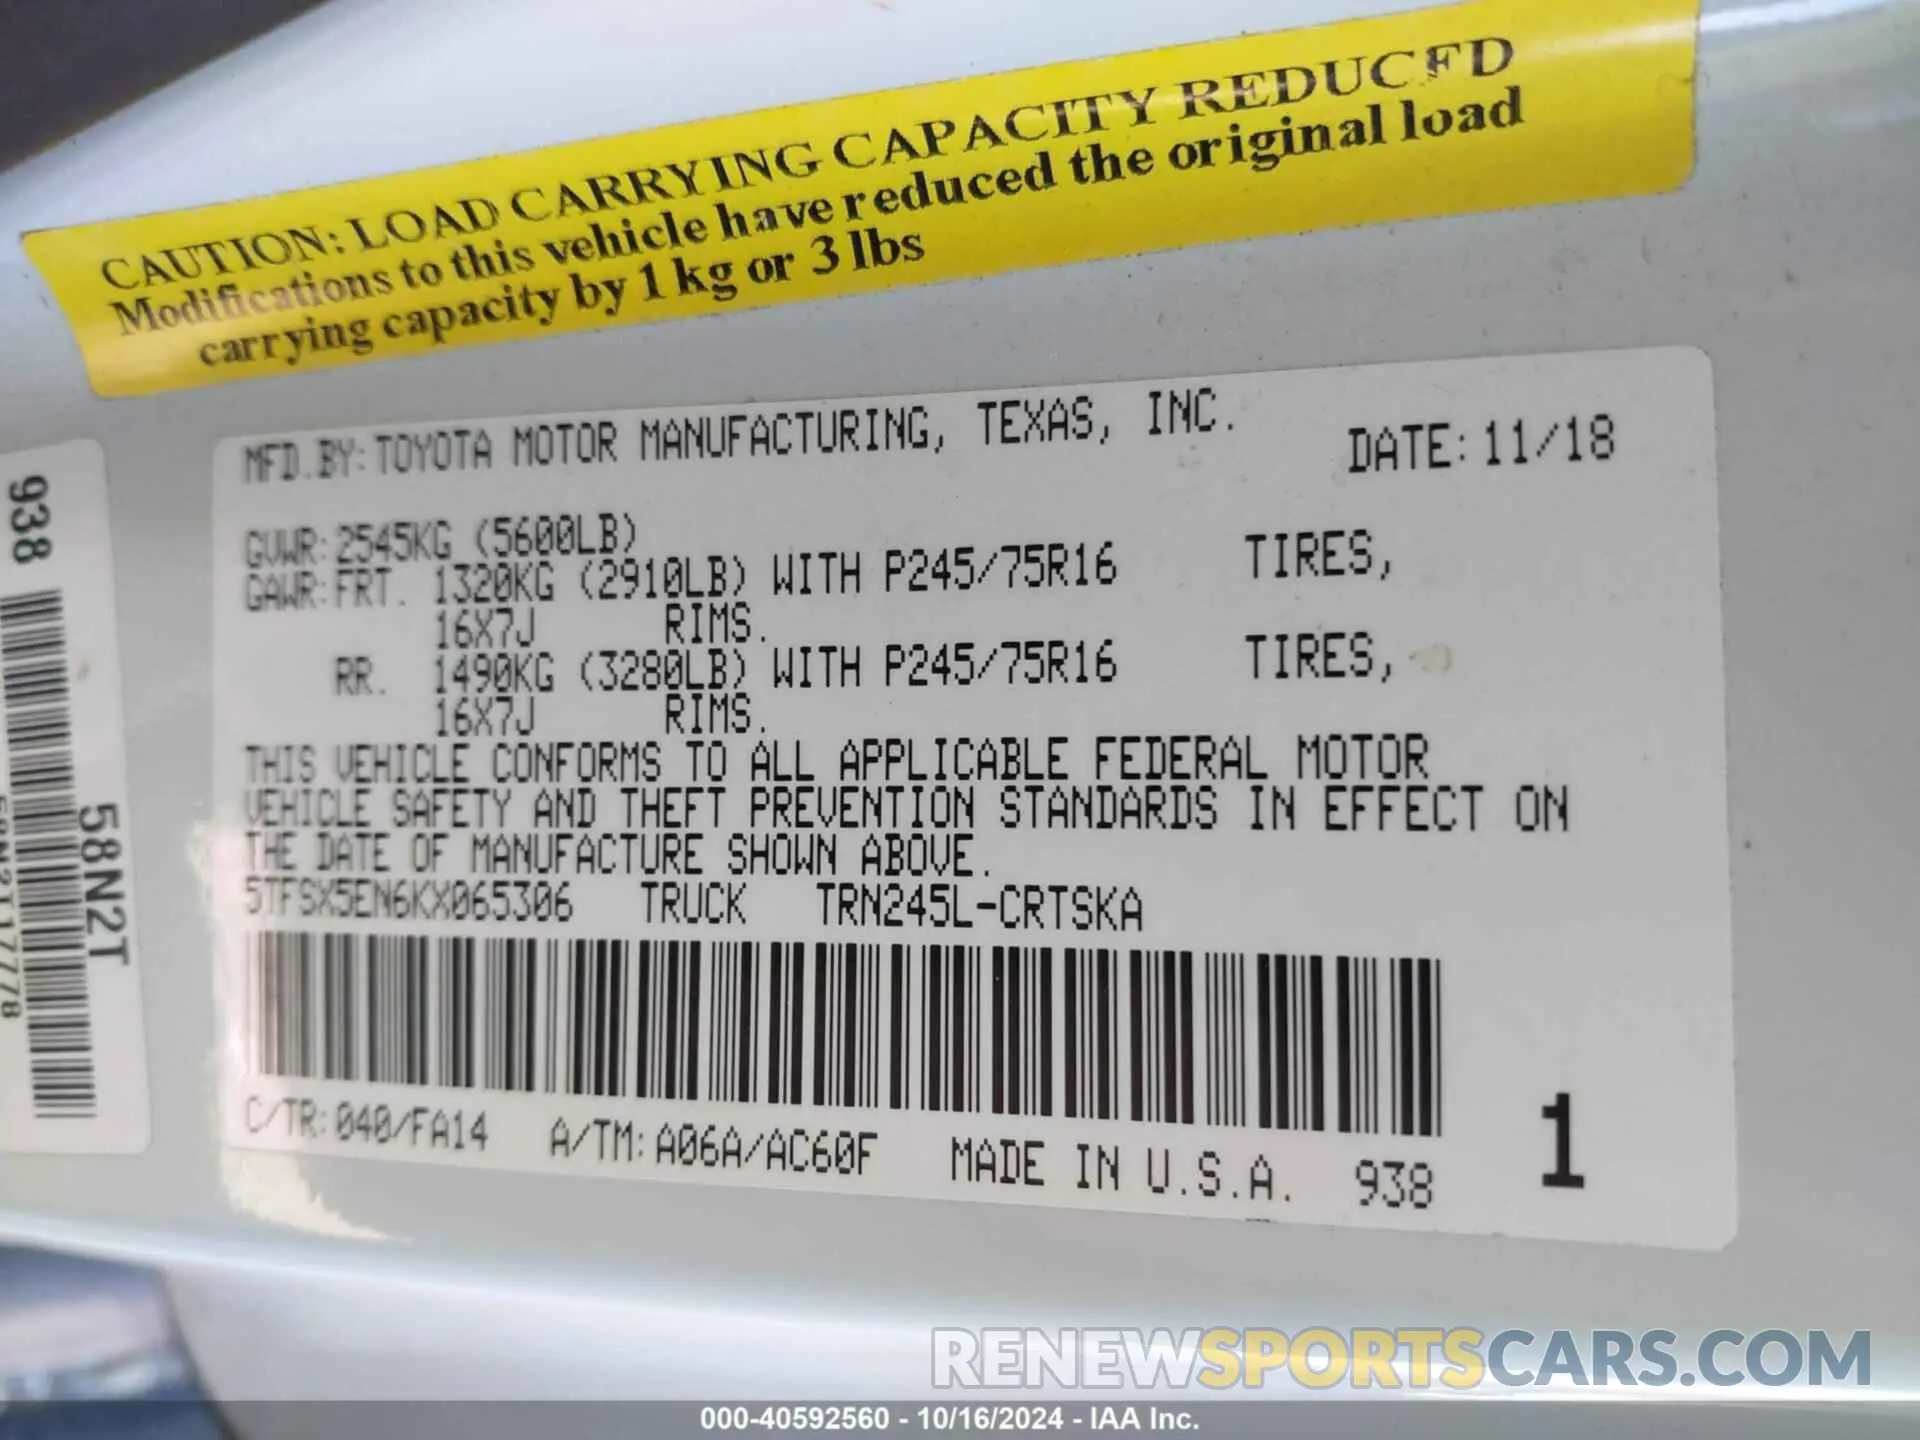 CAUTION: LOAD CARRYING CAPACITY REDUCED
Modifications to this vehicle have reduced the original load
carrying capacity by 1 kg or 3 lbs
MFD.BY:TOYOTA MOTOR MANUFACTURING, TEXAS, INC.
DATE:11/18
GVWR:2545KG (5600LB)
GAWR:FRT. 1320KG (2910LB) WITH P245/75R16 TIRES,
16X7J RIMS.
RR. 1490KG (3280LB) WITH P245/75R16 TIRES,
16X7J RIMS.
THIS VEHICLE CONFORMS TO ALL APPLICABLE FEDERAL MOTOR
VEHICLE SAFETY AND THEFT PREVENTION STANDARDS IN EFFECT ON
THE DATE OF MANUFACTURE SHOWN ABOVE.
5TFSX5EN6KX065306 TRUCK TRN245L-CRTSKA
C/TR:040/FA14 A/TM:A06A/AC60F MADE IN U.S.A. 938
1
938
58N2T
RENEWSPORTSCARS.COM
000-40592560 - 10/16/2024 - IAA Inc.